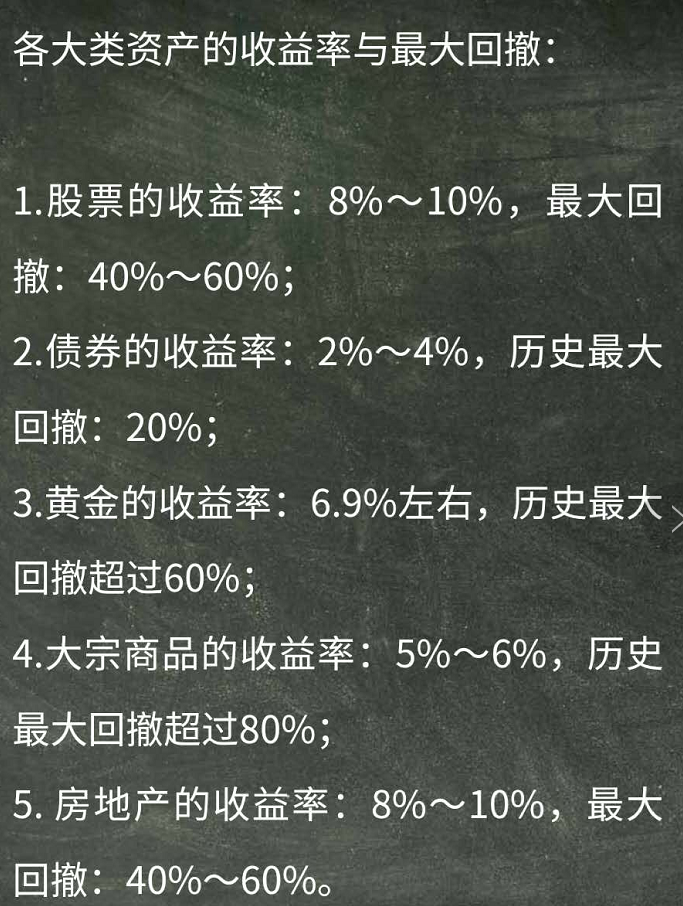 各大类资产的收益率与最大回撤：
1.股票的收益率：8%～10%，最大回
撤：40%～60%；
2.债券的收益率：2%～4%，历史最大
回撤：20%；
3.黄金的收益率：6.9%左右，历史最大
回撤超过60%；
4.大宗商品的收益率：5%～6%，历史
最大回撤超过80%；
5. 房地产的收益率：8%～10%，最大
回撤：40%～60%。